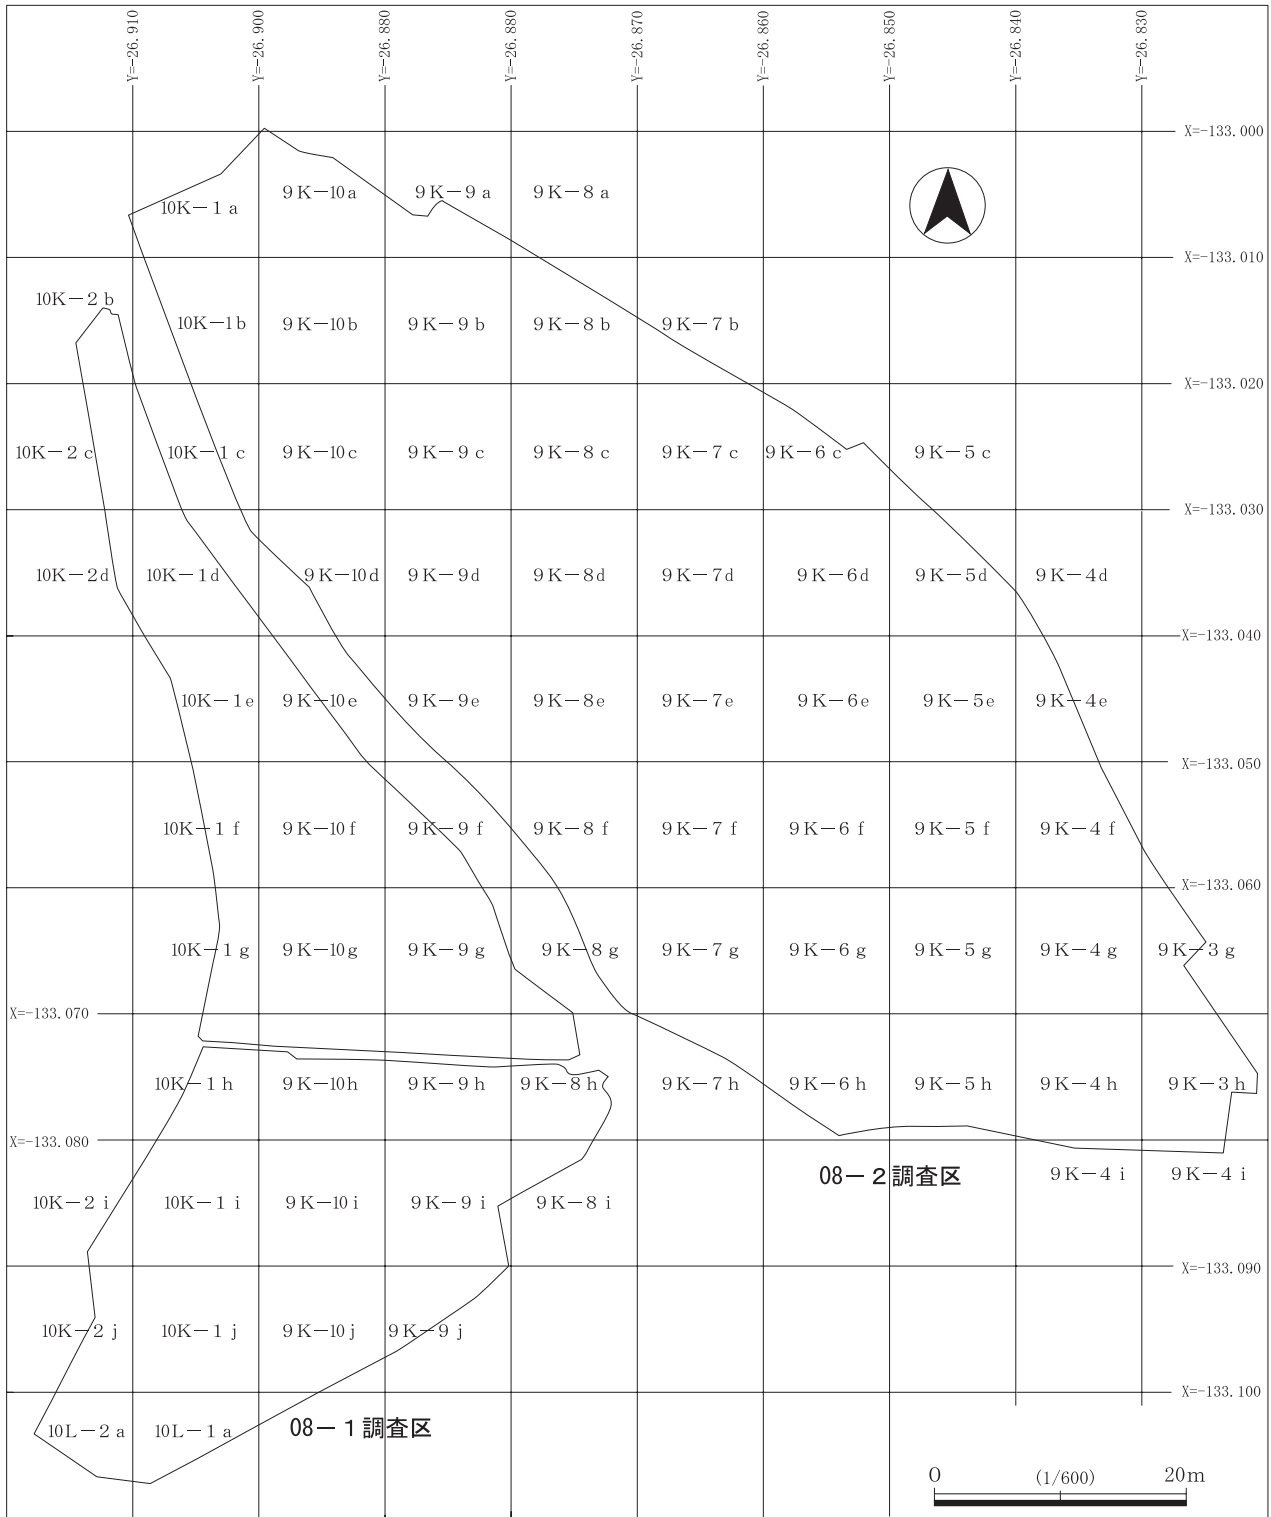 Y=-26.910
Y=-26.900
Y=-26.880
Y=-26.880
Y=-26.870
Y=-26.860
Y=-26.850
Y=-26.840
Y=-26.830
X=-133.000
10K-1a
9K-10a
9K-9a
9K-8a
X=-133.010
10K-2b
10K-1b
9K-10b
9K-9b
9K-8b
9K-7b
X=-133.020
10K-2c
10K-1c
9K-10c
9K-9c
9K-8c
9K-7c
9K-6c
9K-5c
X=-133.030
10K-2d
10K-1d
9K-10d
9K-9d
9K-8d
9K-7d
9K-6d
9K-5d
9K-4d
X=-133.040
10K-1e
9K-10e
9K-9e
9K-8e
9K-7e
9K-6e
9K-5e
9K-4e
X=-133.050
10K-1f
9K-10f
9K-9f
9K-8f
9K-7f
9K-6f
9K-5f
9K-4f
X=-133.060
10K-1g
9K-10g
9K-9g
9K-8g
9K-7g
9K-6g
9K-5g
9K-4g
9K-3g
X=-133.070
10K-1h
9K-10h
9K-9h
9K-8h
9K-7h
9K-6h
9K-5h
9K-4h
9K-3h
X=-133.080
08-2調査区
9K-4i
9K-4i
10K-2i
10K-1i
9K-10i
9K-9i
9K-8i
X=-133.090
10K-2j
10K-1j
9K-10j
9K-9j
X=-133.100
10L-2a
10L-1a
08-1調査区
0
(1/600)
20m